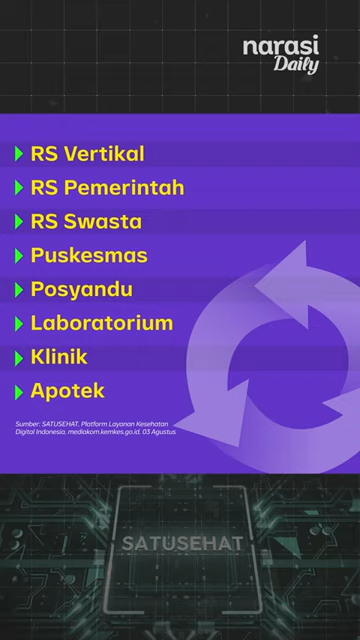 narasi
Daily
RS Vertikal
RS Pemerintah
RS Swasta
Puskesmas
Posyandu
Laboratorium
Klinik
Apotek
Sumber: SATUSEHAT, Platform Layanan Kesehatan
Digital Indonesia, mediakom.kemkes.go.id. 03 Agustus
SATUSEHAT